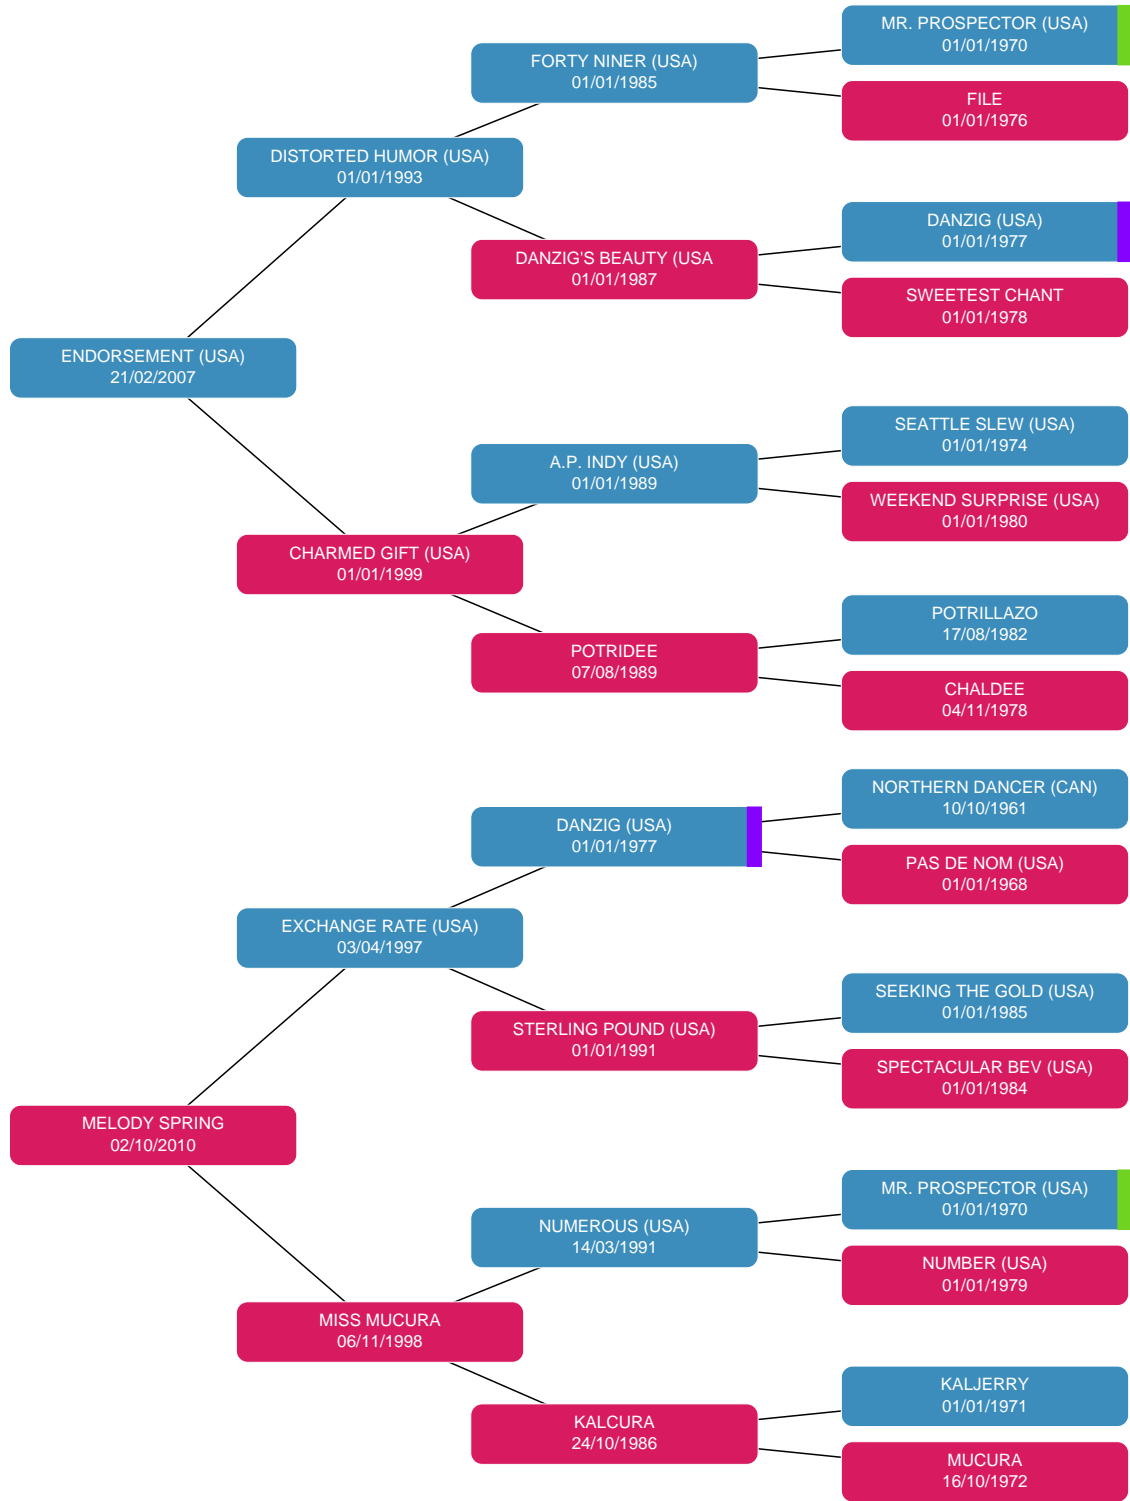 MR. PROSPECTOR (USA)
01/01/1970
FORTY NINER (USA)
01/01/1985
FILE
01/01/1976
DISTORTED HUMOR (USA)
01/01/1993
DANZIG (USA)
01/01/1977
DANZIG'S BEAUTY (USA
01/01/1987
SWEETEST CHANT
01/01/1978
ENDORSEMENT (USA)
21/02/2007
SEATTLE SLEW (USA)
01/01/1974
A.P. INDY (USA)
01/01/1989
WEEKEND SURPRISE (USA)
01/01/1980
CHARMED GIFT (USA)
01/01/1999
POTRILLAZO
17/08/1982
POTRIDEE
07/08/1989
CHALDEE
04/11/1978
NORTHERN DANCER (CAN)
10/10/1961
DANZIG (USA)
01/01/1977
PAS DE NOM (USA)
01/01/1968
EXCHANGE RATE (USA)
03/04/1997
SEEKING THE GOLD (USA)
01/01/1985
STERLING POUND (USA)
01/01/1991
SPECTACULAR BEV (USA)
01/01/1984
MELODY SPRING
02/10/2010
MR. PROSPECTOR (USA)
01/01/1970
NUMEROUS (USA)
14/03/1991
NUMBER (USA)
01/01/1979
MISS MUCURA
06/11/1998
KALJERRY
01/01/1971
KALCURA
24/10/1986
MUCURA
16/10/1972